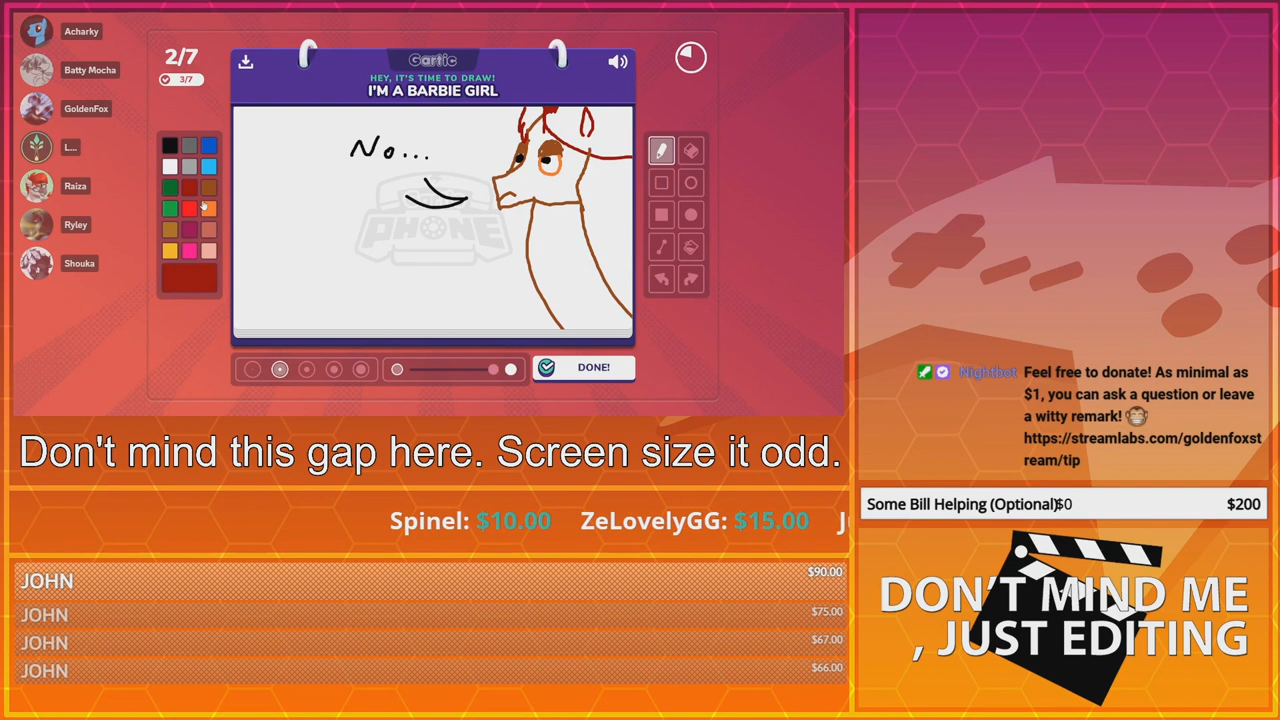 Acharky
Batty Mocha
GoldenFox
L...
Raiza
Ryley
Shouka
2/7
3/7
Gartic
HEY, IT'S TIME TO DRAW!
I'M A BARBIE GIRL
No...
PHONE
DONE!
Don't mind this gap here. Screen size it odd.
Spinel: $10.00 ZeLovelyGG: $15.00
JOHN $90.00
JOHN $75.00
JOHN $67.00
JOHN $66.00
Nightbot Feel free to donate! As minimal as
$1, you can ask a question or leave
a witty remark!
https://streamlabs.com/goldenfoxst
ream/tip
Some Bill Helping (Optional) $0 $200
DON'T MIND ME
, JUST EDITING